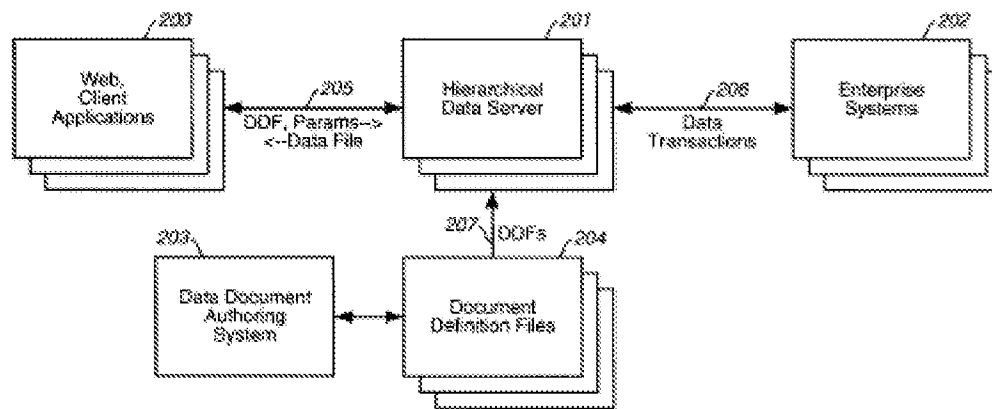 200
Web,
Client
Applications
205
DDF, Params-->
<--Data File
201
Hierarchical
Data Server
206
Data
Transactions
202
Enterprise
Systems
207
DDFs
203
Data Document
Authoring
System
204
Document
Definition Files